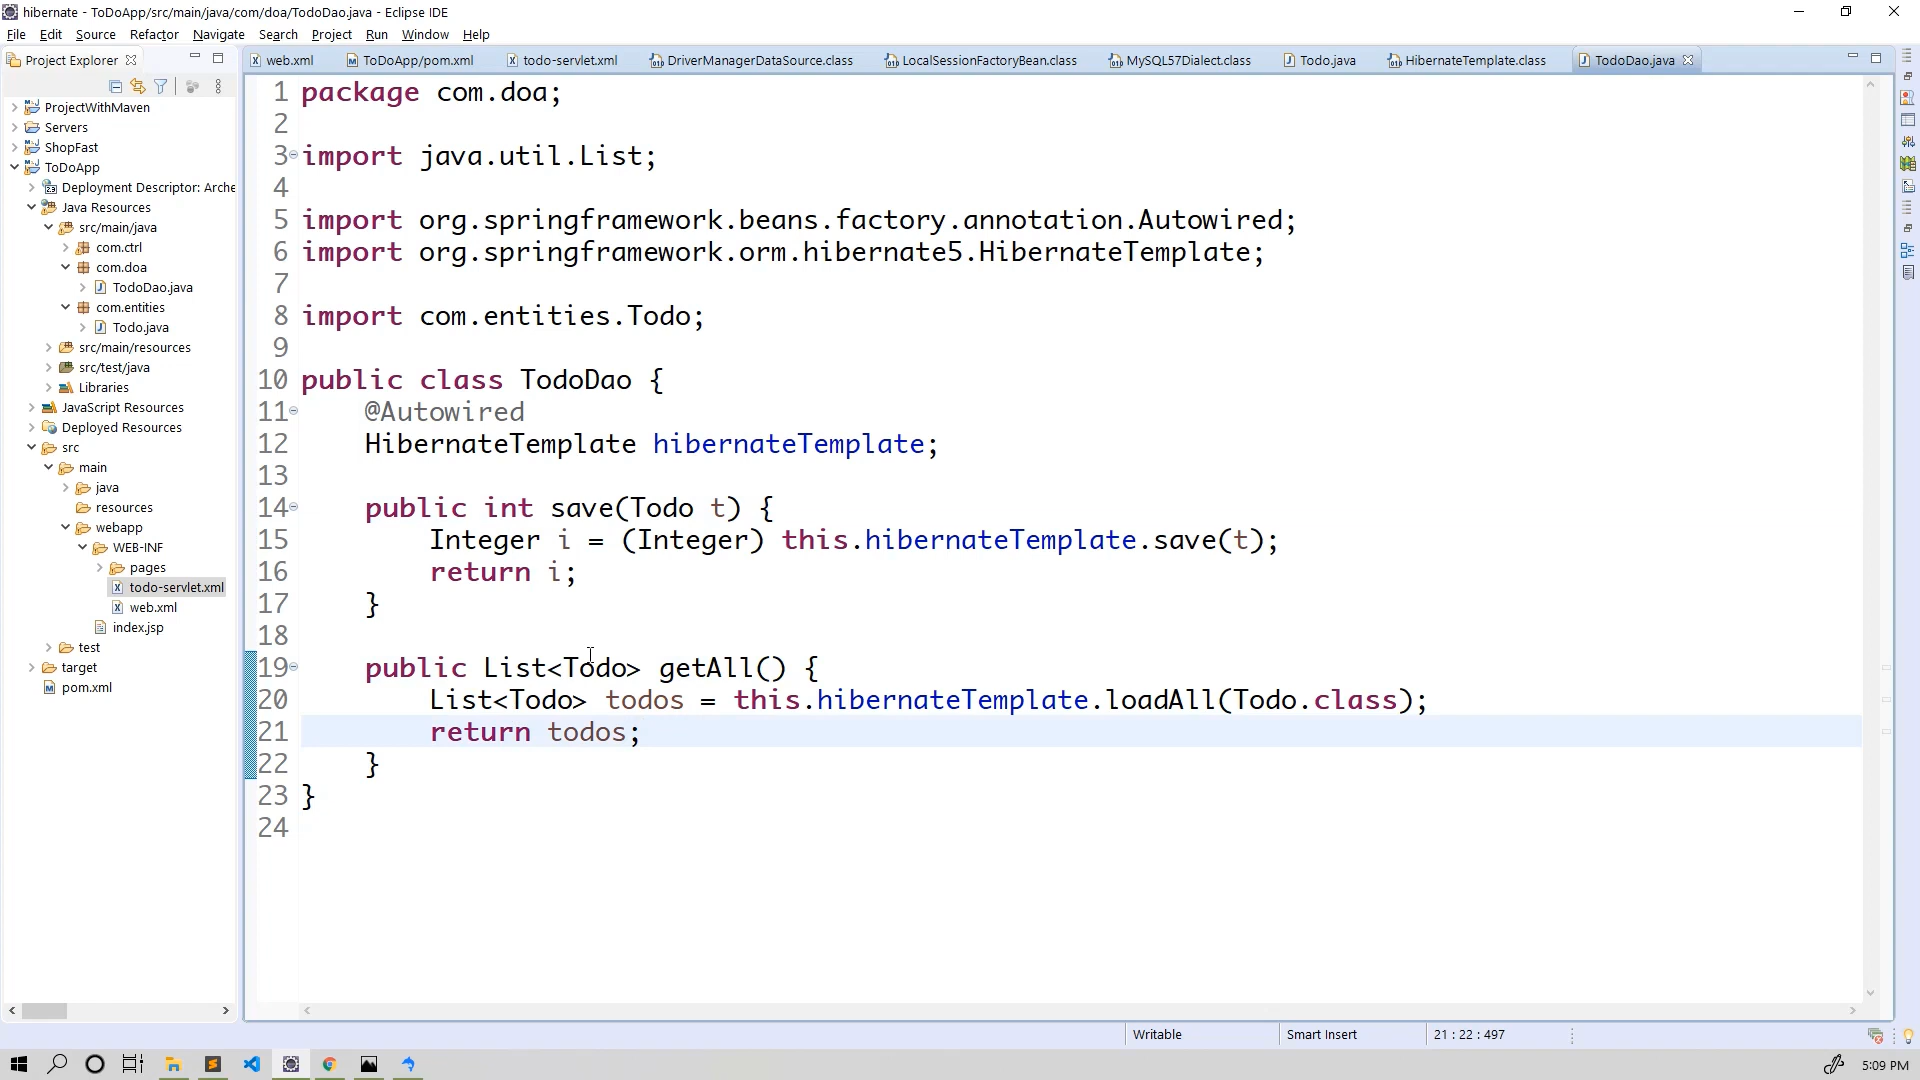 hibernate - ToDoApp/src/main/java/com/doa/TodoDao.java - Eclipse IDE
File Edit Source Refactor Navigate Search Project Run Window Help
Project Explorer
web.xml ToDoApp/pom.xml todo-servlet.xml DriverManagerDataSource.class LocalSessionFactoryBean.class MySQL57Dialect.class Todo.java HibernateTemplate.class TodoDao.java
ProjectWithMaven
Servers
ShopFast
ToDoApp
Deployment Descriptor: Arche
Java Resources
src/main/java
com.ctrl
com.doa
TodoDao.java
com.entities
Todo.java
src/main/resources
src/test/java
Libraries
JavaScript Resources
Deployed Resources
src
main
java
resources
webapp
WEB-INF
pages
todo-servlet.xml
web.xml
index.jsp
test
target
pom.xml
1 package com.doa;
2
3 import java.util.List;
4
5 import org.springframework.beans.factory.annotation.Autowired;
6 import org.springframework.orm.hibernate5.HibernateTemplate;
7
8 import com.entities.Todo;
9
10 public class TodoDao {
11 @Autowired
12 HibernateTemplate hibernateTemplate;
13
14 public int save(Todo t) {
15 Integer i = (Integer) this.hibernateTemplate.save(t);
16 return i;
17 }
18
19 public List<Todo> getAll() {
20 List<Todo> todos = this.hibernateTemplate.loadAll(Todo.class);
21 return todos;
22 }
23 }
24
Writable Smart Insert 21 : 22 : 497
5:09 PM